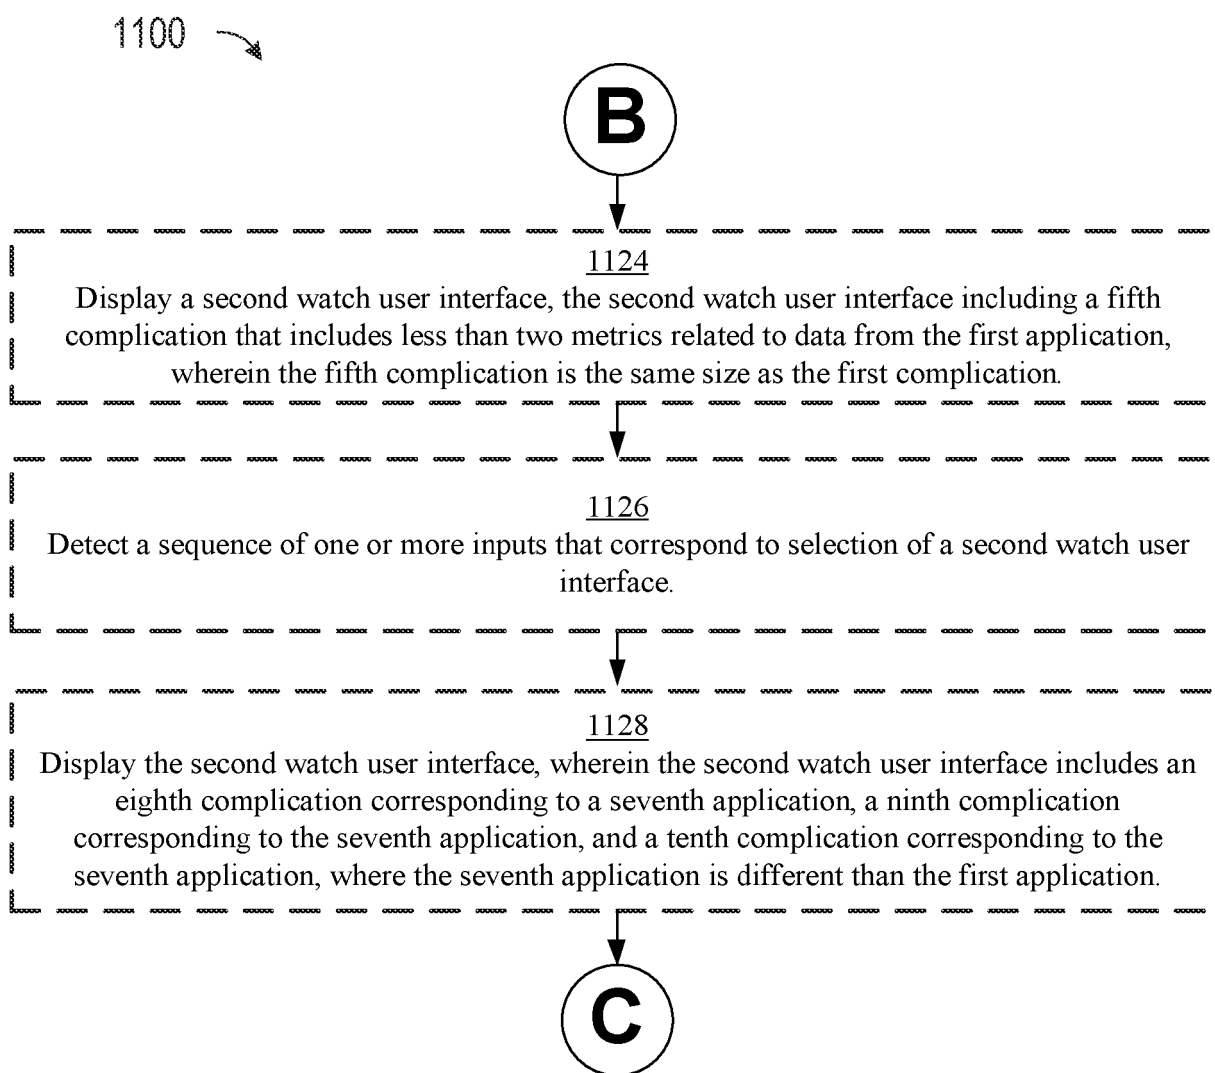 1100
B
1124
Display a second watch user interface, the second watch user interface including a fifth
complication that includes less than two metrics related to data from the first application,
wherein the fifth complication is the same size as the first complication.
1126
Detect a sequence of one or more inputs that correspond to selection of a second watch user
interface.
1128
Display the second watch user interface, wherein the second watch user interface includes an
eighth complication corresponding to a seventh application, a ninth complication
corresponding to the seventh application, and a tenth complication corresponding to the
seventh application, where the seventh application is different than the first application.
C